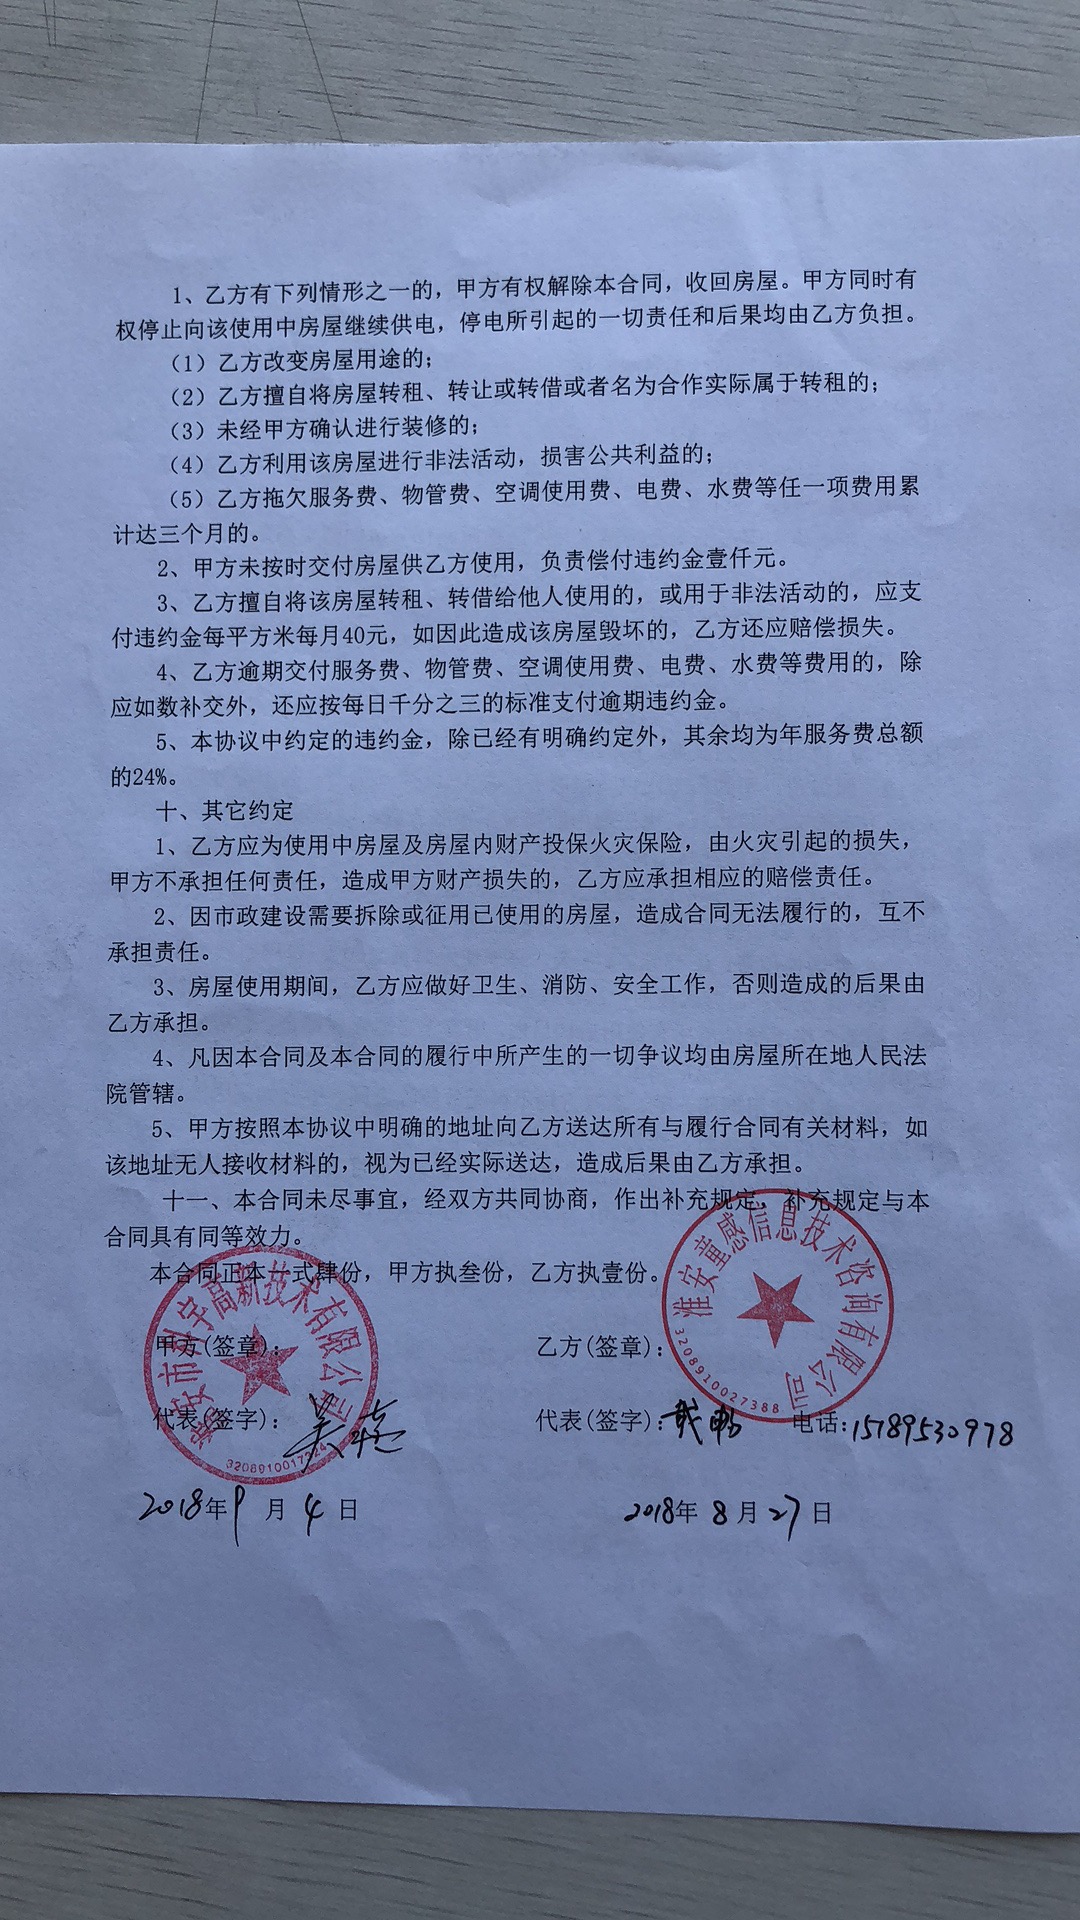 1、乙方有下列情形之一的，甲方有权解除本合同，收回房屋。甲方同时有
权停止向该使用中房屋继续供电，停电所引起的一切责任和后果均由乙方负担。
（1）乙方改变房屋用途的；
（2）乙方擅自将房屋转租、转让或转借或者名为合作实际属于转租的；
（3）未经甲方确认进行装修的；
（4）乙方利用该房屋进行非法活动，损害公共利益的；
（5）乙方拖欠服务费、物管费、空调使用费、电费、水费等任一项费用累
计达三个月的。
2、甲方未按时交付房屋供乙方使用，负责偿付违约金壹仟元。
3、乙方擅自将该房屋转租、转借给他人使用的，或用于非法活动的，应支
付违约金每平方米每月40元，如因此造成该房屋毁坏的，乙方还应赔偿损失。
4、乙方逾期交付服务费、物管费、空调使用费、电费、水费等费用的，除
应如数补交外，还应按每日千分之三的标准支付逾期违约金。
5、本协议中约定的违约金，除已经有明确约定外，其余均为年服务费总额
的24%。
十、其它约定
1、乙方应为使用中房屋及房屋内财产投保火灾保险，由火灾引起的损失，
甲方不承担任何责任，造成甲方财产损失的，乙方应承担相应的赔偿责任。
2、因市政建设需要拆除或征用已使用的房屋，造成合同无法履行的，互不
承担责任。
3、房屋使用期间，乙方应做好卫生、消防、安全工作，否则造成的后果由
乙方承担。
4、凡因本合同及本合同的履行中所产生的一切争议均由房屋所在地人民法
院管辖。
5、甲方按照本协议中明确的地址向乙方送达所有与履行合同有关材料，如
该地址无人接收材料的，视为已经实际送达，造成后果由乙方承担。
十一、本合同未尽事宜，经双方共同协商，作出补充规定，补充规定与本
合同具有同等效力。
本合同正本一式肆份，甲方执叁份，乙方执壹份。
甲方(签章)： 乙方(签章)：
淮安市 宇高新技术有限公司
淮安童感信息技术咨询有限公司
3208910027388
代表(签字)： 代表(签字)： 电话：15189530978
2018年9月4日 2018年8月27日